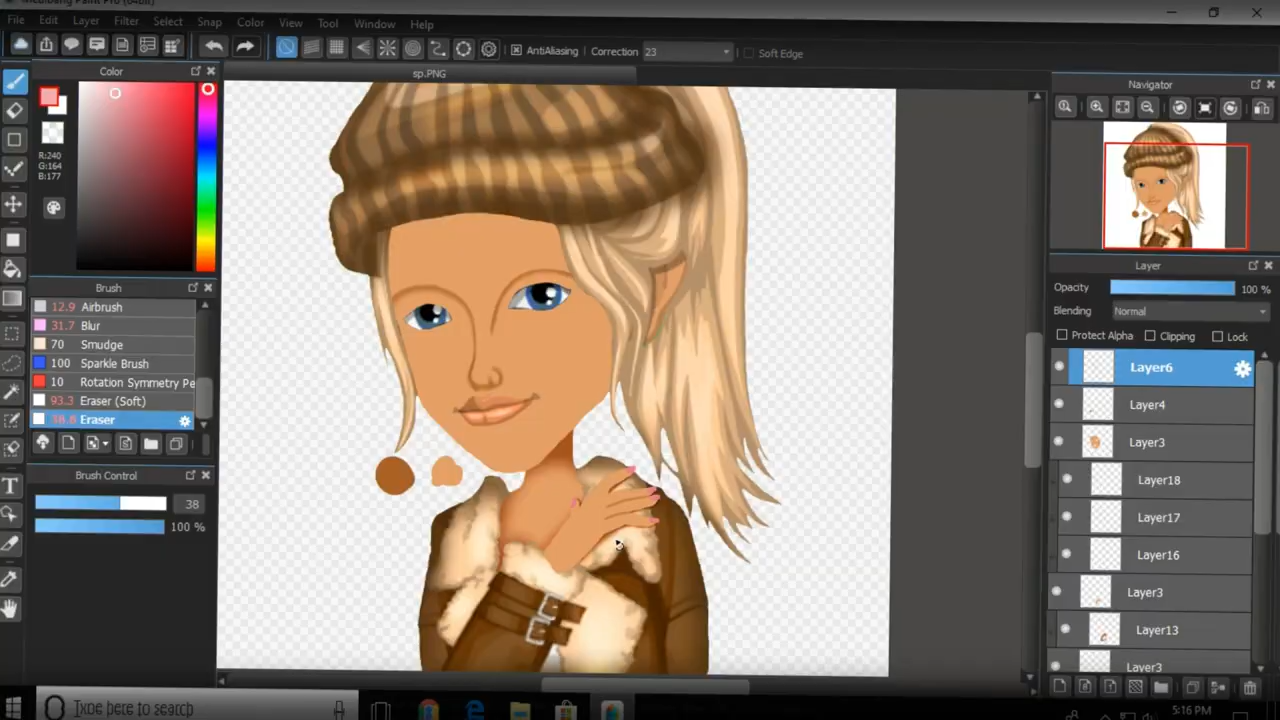 MediBang Paint Pro (64bit)
File Edit Layer Filter Select Snap Color View Tool Window Help
AntiAliasing Correction 23 Soft Edge
Color
sp.PNG
Navigator
R:240
G:164
B:177
Layer
Brush
Opacity 100 %
12.9 Airbrush
Blending Normal
31.7 Blur
Protect Alpha Clipping Lock
70 Smudge
100 Sparkle Brush
Layer6
10 Rotation Symmetry Pe
93.3 Eraser (Soft)
Layer4
38.8 Eraser
Layer3
Brush Control
Layer18
38
Layer17
100 %
Layer16
Layer3
Layer13
Layer3
Type here to search
5:16 PM